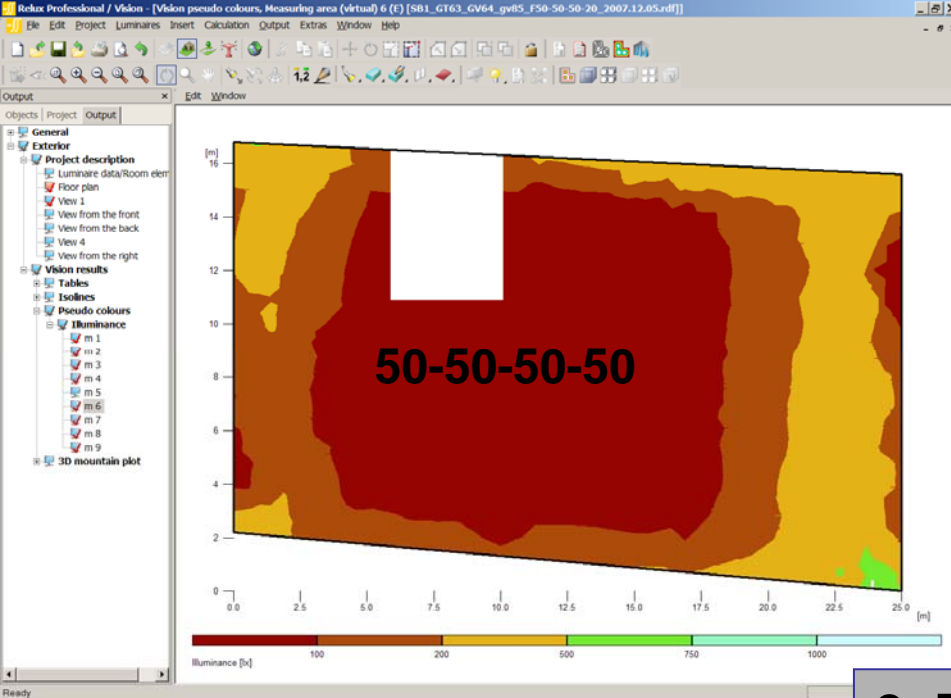 Relux Professional / Vision - [Vision pseudo colours, Measuring area (virtual) 6 (E) [SB1_GT63_GV64_gv85_F50-50-50-20_2007.12.05.rdf]]
File Edit Project Luminaires Insert Calculation Output Extras Window Help
1,2
Output
Edit Window
Objects Project Output
General
Exterior
Project description
Luminaire data/Room elem
Floor plan
View 1
View from the front
View from the back
View 4
View from the right
Vision results
Tables
Isolines
Pseudo colours
Illuminance
m 1
m 2
m 3
m 4
m 5
m 6
m 7
m 8
m 9
3D mountain plot
[m]
16
14
12
10
8
6
4
2
0
50-50-50-50
0.0 2.5 5.0 7.5 10.0 12.5 15.0 17.5 20.0 22.5 25.0
[m]
100 200 500 750 1000
Illuminance [lx]
Ready